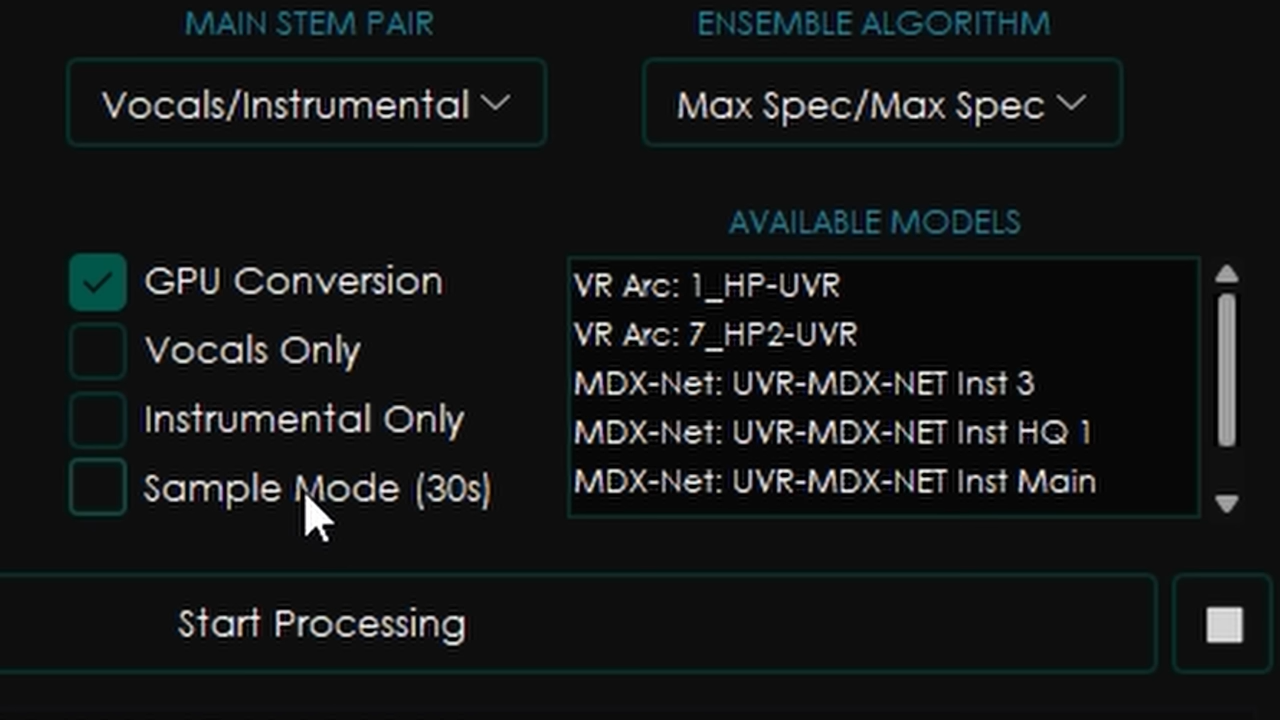 MAIN STEM PAIR
ENSEMBLE ALGORITHM
Vocals/Instrumental
Max Spec/Max Spec
AVAILABLE MODELS
GPU Conversion
Vocals Only
Instrumental Only
Sample Mode (30s)
VR Arc: 1_HP-UVR
VR Arc: 7_HP2-UVR
MDX-Net: UVR-MDX-NET Inst 3
MDX-Net: UVR-MDX-NET Inst HQ 1
MDX-Net: UVR-MDX-NET Inst Main
Start Processing